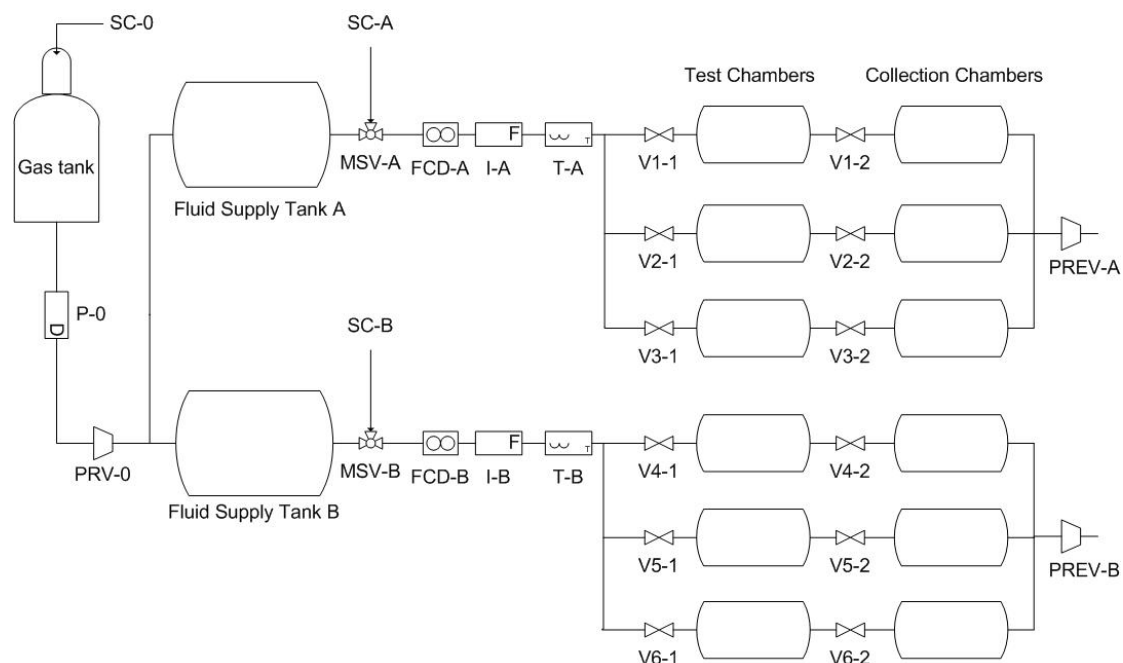 SC-0
SC-A
Test Chambers
Collection Chambers
Gas tank
MSV-A
FCD-A
F
I-A
T
T-A
V1-1
V1-2
Fluid Supply Tank A
V2-1
V2-2
PREV-A
D
P-0
SC-B
V3-1
V3-2
PRV-0
MSV-B
FCD-B
F
I-B
T
T-B
V4-1
V4-2
Fluid Supply Tank B
V5-1
V5-2
PREV-B
V6-1
V6-2